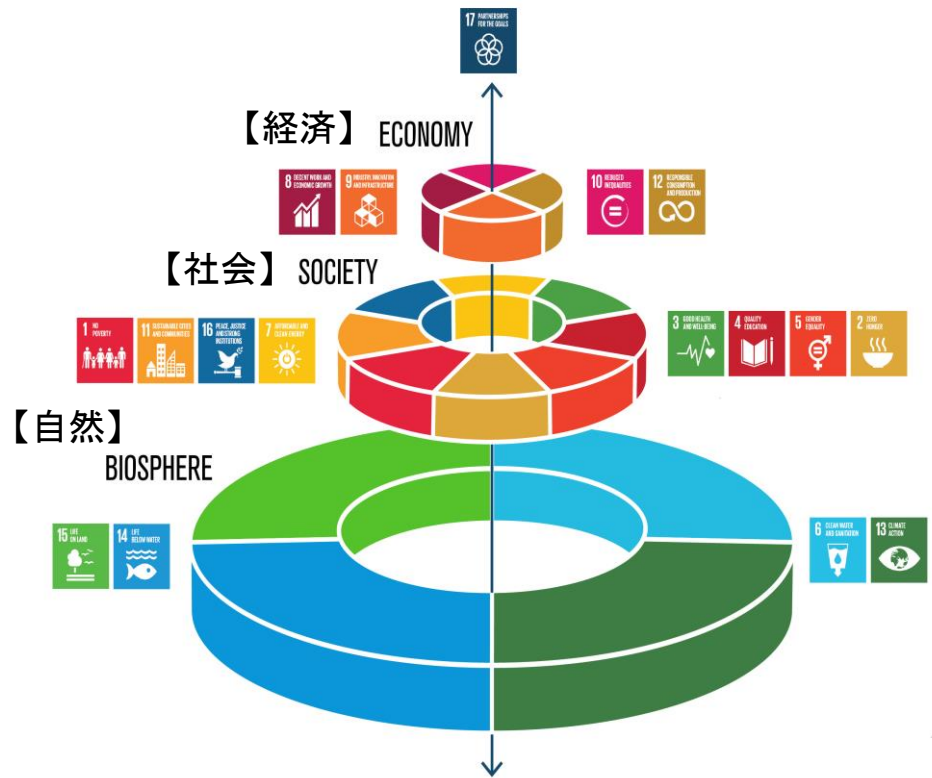 17 PARTNERSHIPS
FOR THE GOALS
【経済】 ECONOMY
8 DECENT WORK AND
ECONOMIC GROWTH
9 INDUSTRY, INNOVATION
AND INFRASTRUCTURE
10 REDUCED
INEQUALITIES
12 RESPONSIBLE
CONSUMPTION
AND PRODUCTION
【社会】 SOCIETY
1 NO
POVERTY
11 SUSTAINABLE CITIES
AND COMMUNITIES
16 PEACE, JUSTICE
AND STRONG
INSTITUTIONS
7 AFFORDABLE AND
CLEAN ENERGY
3 GOOD HEALTH
AND WELL-BEING
4 QUALITY
EDUCATION
5 GENDER
EQUALITY
2 ZERO
HUNGER
【自然】
BIOSPHERE
15 LIFE
ON LAND
14 LIFE
BELOW WATER
6 CLEAN WATER
AND SANITATION
13 CLIMATE
ACTION